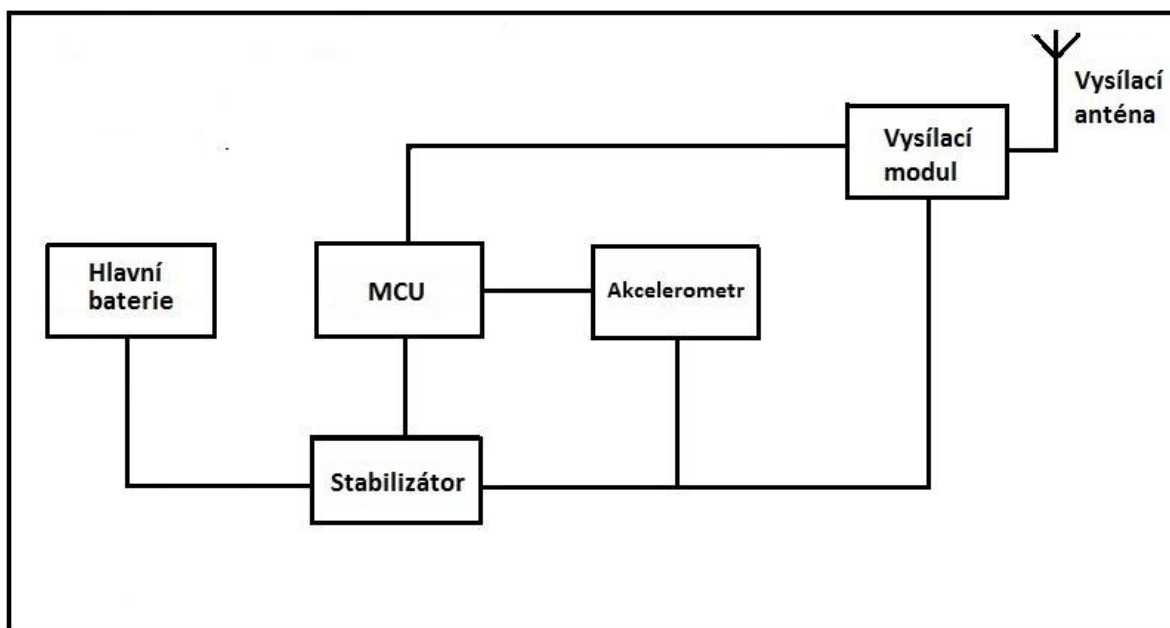 Vysílací
anténa
Vysílací
modul
Hlavní
baterie
MCU
Akcelerometr
Stabilizátor